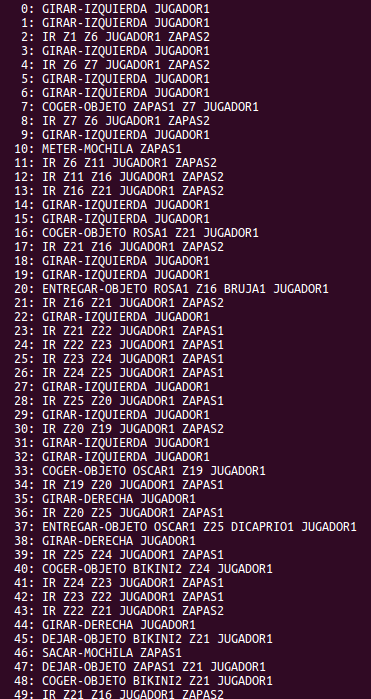 0: GIRAR-IZQUIERDA JUGADOR1
1: GIRAR-IZQUIERDA JUGADOR1
2: IR Z1 Z6 JUGADOR1 ZAPAS2
3: GIRAR-IZQUIERDA JUGADOR1
4: IR Z6 Z7 JUGADOR1 ZAPAS2
5: GIRAR-IZQUIERDA JUGADOR1
6: GIRAR-IZQUIERDA JUGADOR1
7: COGER-OBJETO ZAPAS1 Z7 JUGADOR1
8: IR Z7 Z6 JUGADOR1 ZAPAS2
9: GIRAR-IZQUIERDA JUGADOR1
10: METER-MOCHILA ZAPAS1
11: IR Z6 Z11 JUGADOR1 ZAPAS2
12: IR Z11 Z16 JUGADOR1 ZAPAS2
13: IR Z16 Z21 JUGADOR1 ZAPAS2
14: GIRAR-IZQUIERDA JUGADOR1
15: GIRAR-IZQUIERDA JUGADOR1
16: COGER-OBJETO ROSA1 Z21 JUGADOR1
17: IR Z21 Z16 JUGADOR1 ZAPAS2
18: GIRAR-IZQUIERDA JUGADOR1
19: GIRAR-IZQUIERDA JUGADOR1
20: ENTREGAR-OBJETO ROSA1 Z16 BRUJA1 JUGADOR1
21: IR Z16 Z21 JUGADOR1 ZAPAS2
22: GIRAR-IZQUIERDA JUGADOR1
23: IR Z21 Z22 JUGADOR1 ZAPAS1
24: IR Z22 Z23 JUGADOR1 ZAPAS1
25: IR Z23 Z24 JUGADOR1 ZAPAS1
26: IR Z24 Z25 JUGADOR1 ZAPAS1
27: GIRAR-IZQUIERDA JUGADOR1
28: IR Z25 Z20 JUGADOR1 ZAPAS1
29: GIRAR-IZQUIERDA JUGADOR1
30: IR Z20 Z19 JUGADOR1 ZAPAS2
31: GIRAR-IZQUIERDA JUGADOR1
32: GIRAR-IZQUIERDA JUGADOR1
33: COGER-OBJETO OSCAR1 Z19 JUGADOR1
34: IR Z19 Z20 JUGADOR1 ZAPAS1
35: GIRAR-DERECHA JUGADOR1
36: IR Z20 Z25 JUGADOR1 ZAPAS1
37: ENTREGAR-OBJETO OSCAR1 Z25 DICAPRIO1 JUGADOR1
38: GIRAR-DERECHA JUGADOR1
39: IR Z25 Z24 JUGADOR1 ZAPAS1
40: COGER-OBJETO BIKINI2 Z24 JUGADOR1
41: IR Z24 Z23 JUGADOR1 ZAPAS1
42: IR Z23 Z22 JUGADOR1 ZAPAS1
43: IR Z22 Z21 JUGADOR1 ZAPAS2
44: GIRAR-DERECHA JUGADOR1
45: DEJAR-OBJETO BIKINI2 Z21 JUGADOR1
46: SACAR-MOCHILA ZAPAS1
47: DEJAR-OBJETO ZAPAS1 Z21 JUGADOR1
48: COGER-OBJETO BIKINI2 Z21 JUGADOR1
49: IR Z21 Z16 JUGADOR1 ZAPAS2